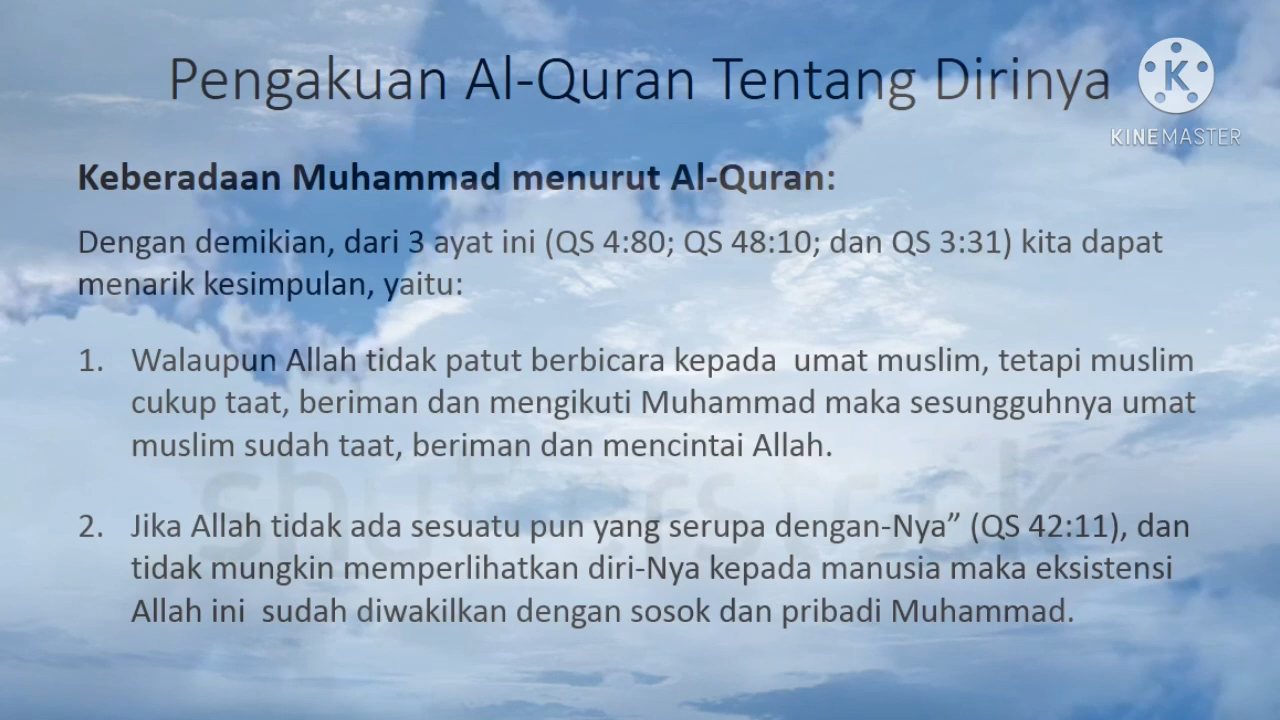 Pengakuan Al-Quran Tentang Dirinya
K
KINEMASTER
Keberadaan Muhammad menurut Al-Quran:
Dengan demikian, dari 3 ayat ini (QS 4:80; QS 48:10; dan QS 3:31) kita dapat
menarik kesimpulan, yaitu:
1. Walaupun Allah tidak patut berbicara kepada umat muslim, tetapi muslim
cukup taat, beriman dan mengikuti Muhammad maka sesungguhnya umat
muslim sudah taat, beriman dan mencintai Allah.
2. Jika Allah tidak ada sesuatu pun yang serupa dengan-Nya” (QS 42:11), dan
tidak mungkin memperlihatkan diri-Nya kepada manusia maka eksistensi
Allah ini sudah diwakilkan dengan sosok dan pribadi Muhammad.